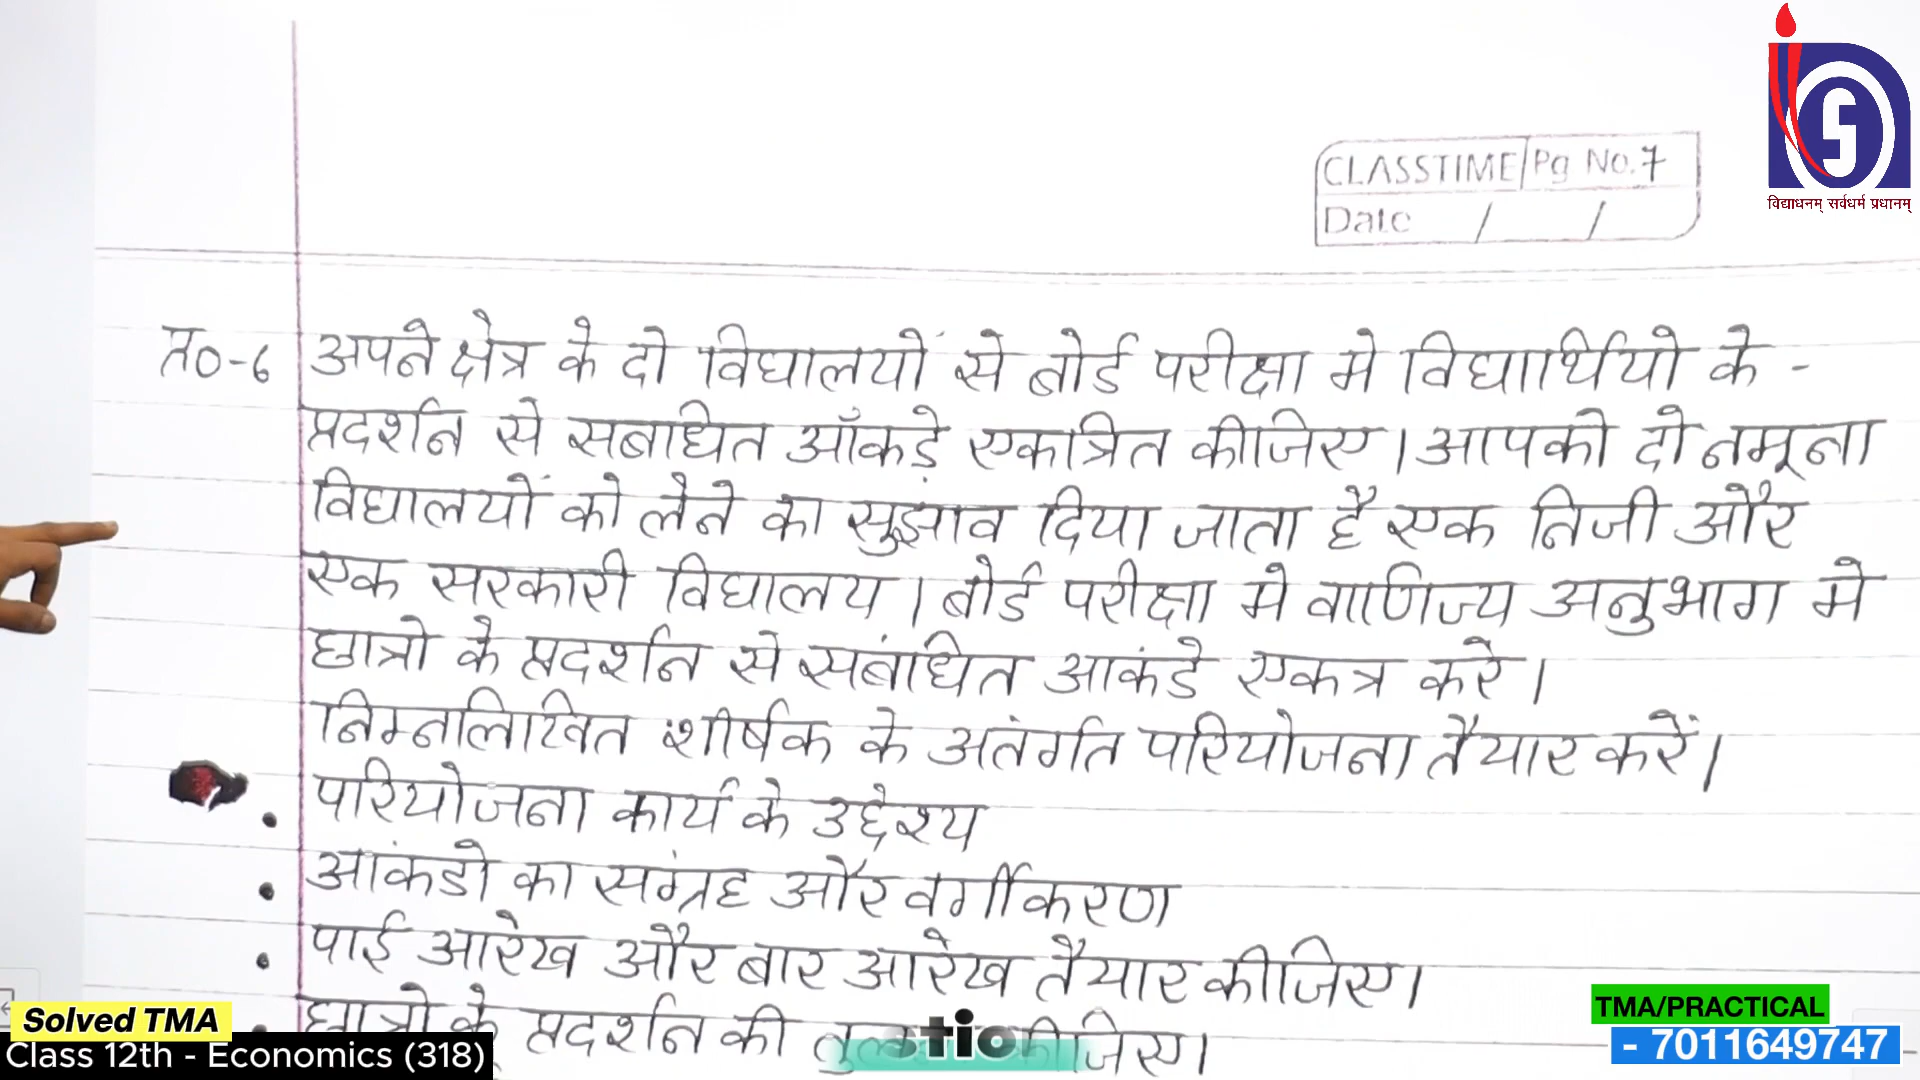 विद्याधनम् सर्वधर्म प्रधानम्
CLASSTIME Pg No. 7
Date / /
प्र0-6 अपने क्षेत्र के दो विघालयों से बोर्ड परीक्षा मे विघार्थियो के -
प्रदर्शन से सबाधित आँकड़े एकत्रित कीजिए। आपको दो नमूना
विघालयों को लेने का सुझाव दिया जाता है एक निजी और
एक सरकारी विघालय। बोर्ड परीक्षा मे वाणिज्य अनुभाग मे
छात्रो के प्रदर्शन से सबांधित आकंडे एकत्र करे।
निम्नलिखित शीर्षक के अतंर्गत परियोजना तैयार करें।
• परियोजना कार्य के उद्देश्य
• आंकडो का सग्रंह और वर्गीकरण
• पाई आरेख और बार आरेख तैयार कीजिए।
• छात्रो के प्रदर्शन की कीजिए।
tio
Solved TMA
Class 12th - Economics (318)
TMA/PRACTICAL
- 7011649747